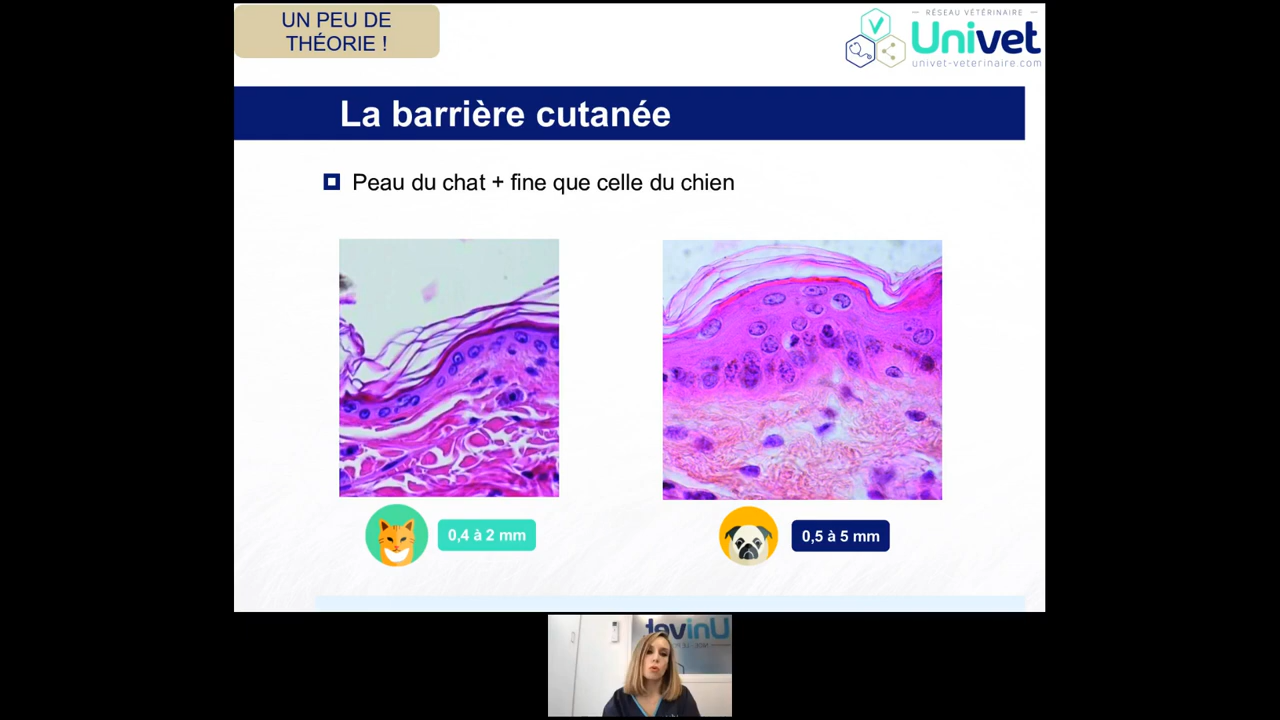 UN PEU DE
THÉORIE !
RÉSEAU VÉTÉRINAIRE
Univet
univet-veterinaire.com
La barrière cutanée
Peau du chat + fine que celle du chien
0,4 à 2 mm
0,5 à 5 mm
Univet